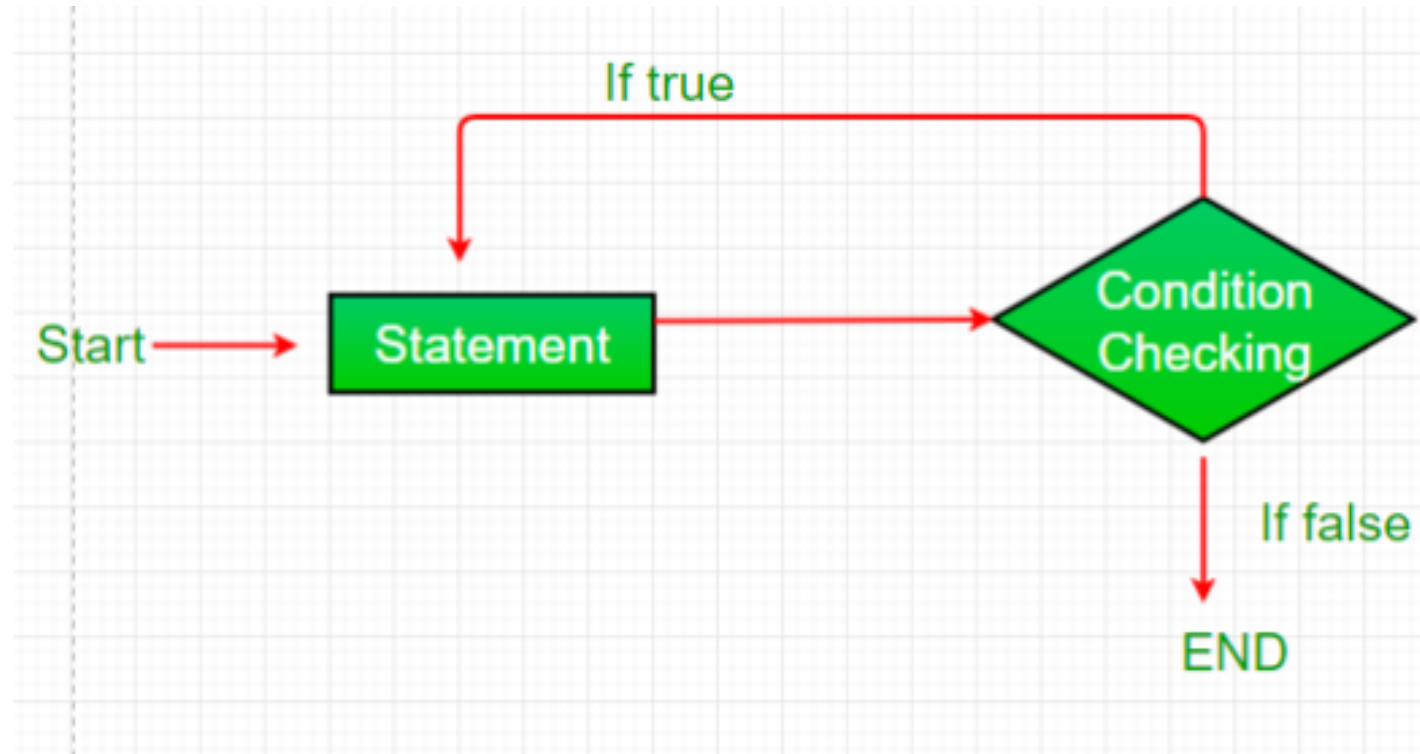 If true
Start
Statement
Condition
Checking
If false
END